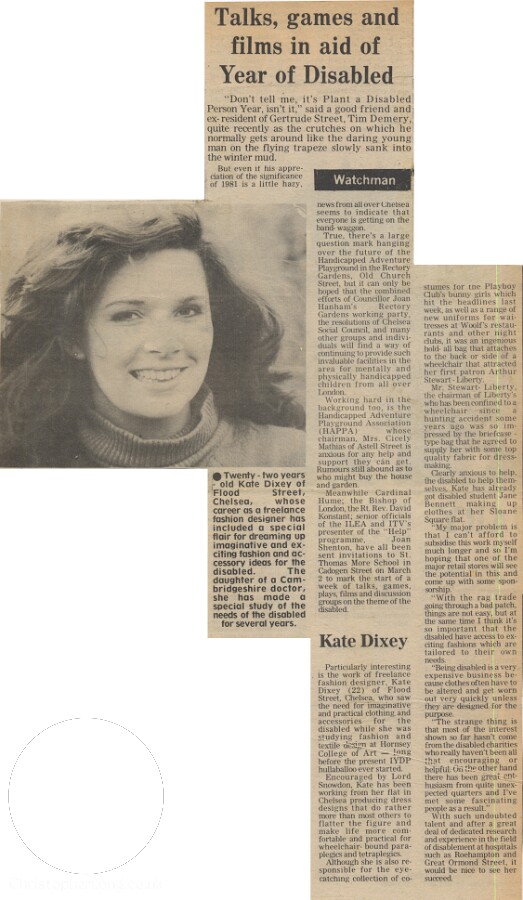 Talks, games and
films in aid of
Year of Disabled
"Don't tell me, it's Plant a Disabled
Person Year, isn't it," said a good friend and
ex-resident of Gertrude Street, Tim Demery,
quite recently as the crutches on which he
normally gets around like the daring young
man on the flying trapeze slowly sank into
the winter mud.
But even if his appre-
ciation of the significance
of 1981 is a little hazy,
Watchman
news from all over Chelsea
seems to indicate that
everyone is getting on the
band-waggon.
True, there's a large
question mark hanging
over the future of the
Handicapped Adventure
Playground in the Rectory
Gardens, Old Church
Street, but it can only be
hoped that the combined
efforts of Councillor Joan
Hanham's Rectory
Gardens working party,
the resolutions of Chelsea
Social Council, and many
other groups and indivi-
duals will find a way of
continuing to provide such
invaluable facilities in the
area for mentally and
physically handicapped
children from all over
London.
Working hard in the
background too, is the
Handicapped Adventure
Playground Association
(HAPPA) whose
chairman, Mrs. Cicely
Mathias of Astell Street is
anxious for any help and
support they can get.
Rumours still abound as to
who might buy the house
and garden.
Meanwhile Cardinal
Hume; the Bishop of
London, the Rt. Rev. David
Konstant; senior officials
of the ILEA and ITV's
presenter of the "Help"
programme, Joan
Shenton, have all been
sent invitations to St.
Thomas More School in
Cadogen Street on March
2 to mark the start of a
week of talks, games,
plays, films and discussion
groups on the theme of the
disabled.
● Twenty-two years
old Kate Dixey of
Flood Street,
Chelsea, whose
career as a freelance
fashion designer has
included a special
flair for dreaming up
imaginative and ex-
citing fashion and ac-
cessory ideas for the
disabled. The
daughter of a Cam-
bridgeshire doctor,
she has made a
special study of the
needs of the disabled
for several years.
Kate Dixey
Particularly interesting
is the work of freelance
fashion designer, Kate
Dixey (22) of Flood
Street, Chelsea, who saw
the need for imaginative
and practical clothing and
accessories for the
disabled while she was
studying fashion and
textile design at Hornsey
College of Art — long
before the present IYDP
hullaballoo ever started.
Encouraged by Lord
Snowdon, Kate has been
working from her flat in
Chelsea producing dress
designs that do rather
more than most others to
flatter the figure and
make life more com-
fortable and practical for
wheelchair-bound para-
plegics and tetraplegics.
Although she is also re-
sponsible for the eye-
catching collection of co-
stumes for the Playboy
Club's bunny girls which
hit the headlines last
week, as well as a range of
new uniforms for wai-
tresses at Woolf's restau-
rants and other night
clubs, it was an ingenious
hold-all bag that attaches
to the back or side of a
wheelchair that attracted
her first patron Arthur
Stewart-Liberty.
Mr. Stewart-Liberty,
the chairman of Liberty's
who has been confined to a
wheelchair since a
hunting accident some
years ago was so im-
pressed by the briefcase-
type bag that he agreed to
supply her with some top
quality fabric for dress-
making.
Clearly anxious to help,
the disabled to help them-
selves, Kate has already
got disabled student Jane
Bennett making up
clothes at her Sloane
Square flat.
"My major problem is
that I can't afford to
subsidise this work myself
much longer and so I'm
hoping that one of the
major retail stores will see
the potential in this and
come up with some spon-
sorship.
"With the rag trade
going through a bad patch,
things are not easy, but at
the same time I think it's
so important that the
disabled have access to ex-
citing fashions which are
tailored to their own
needs.
"Being disabled is a very
expensive business be-
cause clothes often have to
be altered and get worn
out very quickly unless
they are designed for the
purpose.
"The strange thing is
that most of the interest
shown so far hasn't come
from the disabled charities
who really haven't been all
that encouraging or
helpful. On the other hand
there has been great ent-
husiasm from quite unex-
pected quarters and I've
met some fascinating
people as a result."
With such undoubted
talent and after a great
deal of dedicated research
and experience in the field
of disablement at hospitals
such as Roehampton and
Great Ormond Street, it
would be race to see her
succeed.